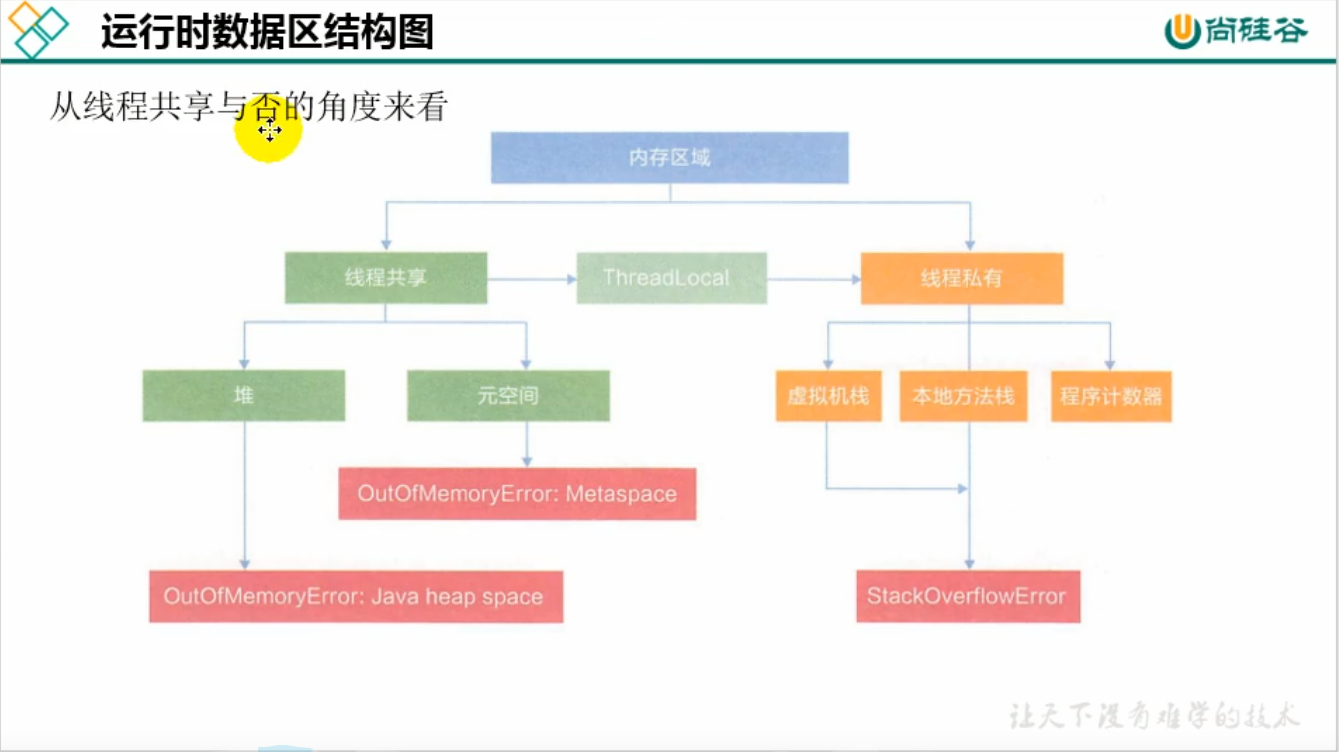 运行时数据区结构图
尚硅谷
从线程共享与否的角度来看
内存区域
线程共享
ThreadLocal
线程私有
堆
元空间
虚拟机栈
本地方法栈
程序计数器
OutOfMemoryError: Metaspace
OutOfMemoryError: Java heap space
StackOverflowError
让天下没有难学的技术